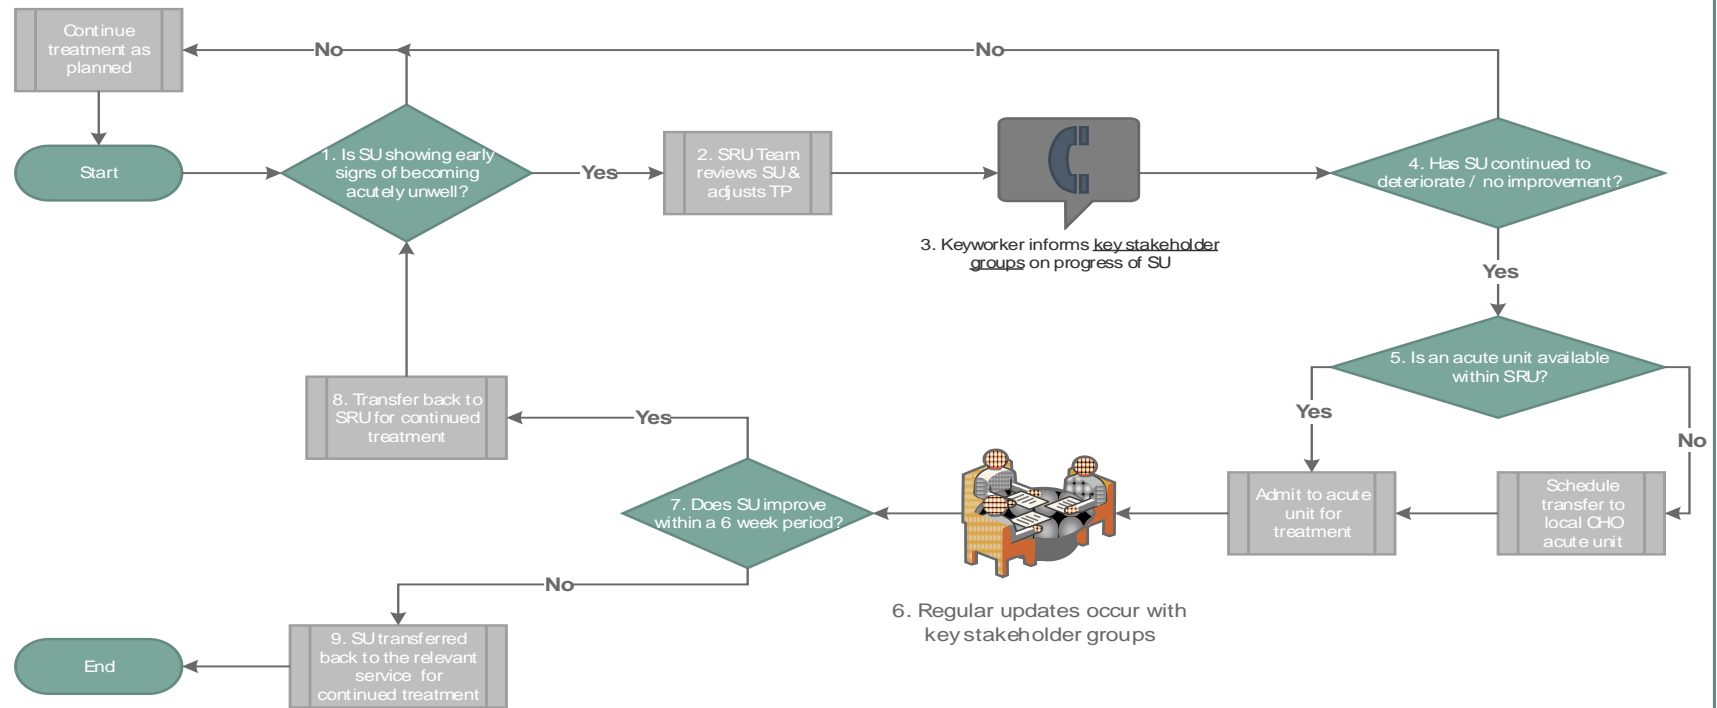 Continue
treatment as
planned
No
No
Start
1. Is SU showing early
signs of becoming
acutely unwell?
Yes
2. SRU Team
reviews SU &
adjusts TP
3. Keyworker informs key stakeholder
groups on progress of SU
4. Has SU continued to
deteriorate / no improvement?
Yes
5. Is an acute unit available
within SRU?
Yes
No
8. Transfer back to
SRU for continued
treatment
Yes
7. Does SU improve
within a 6 week period?
Admit to acute
unit for
treatment
Schedule
transfer to
local CHO
acute unit
No
6. Regular updates occur with
key stakeholder groups
9. SU transferred
back to the relevant
service for
continued treatment
End